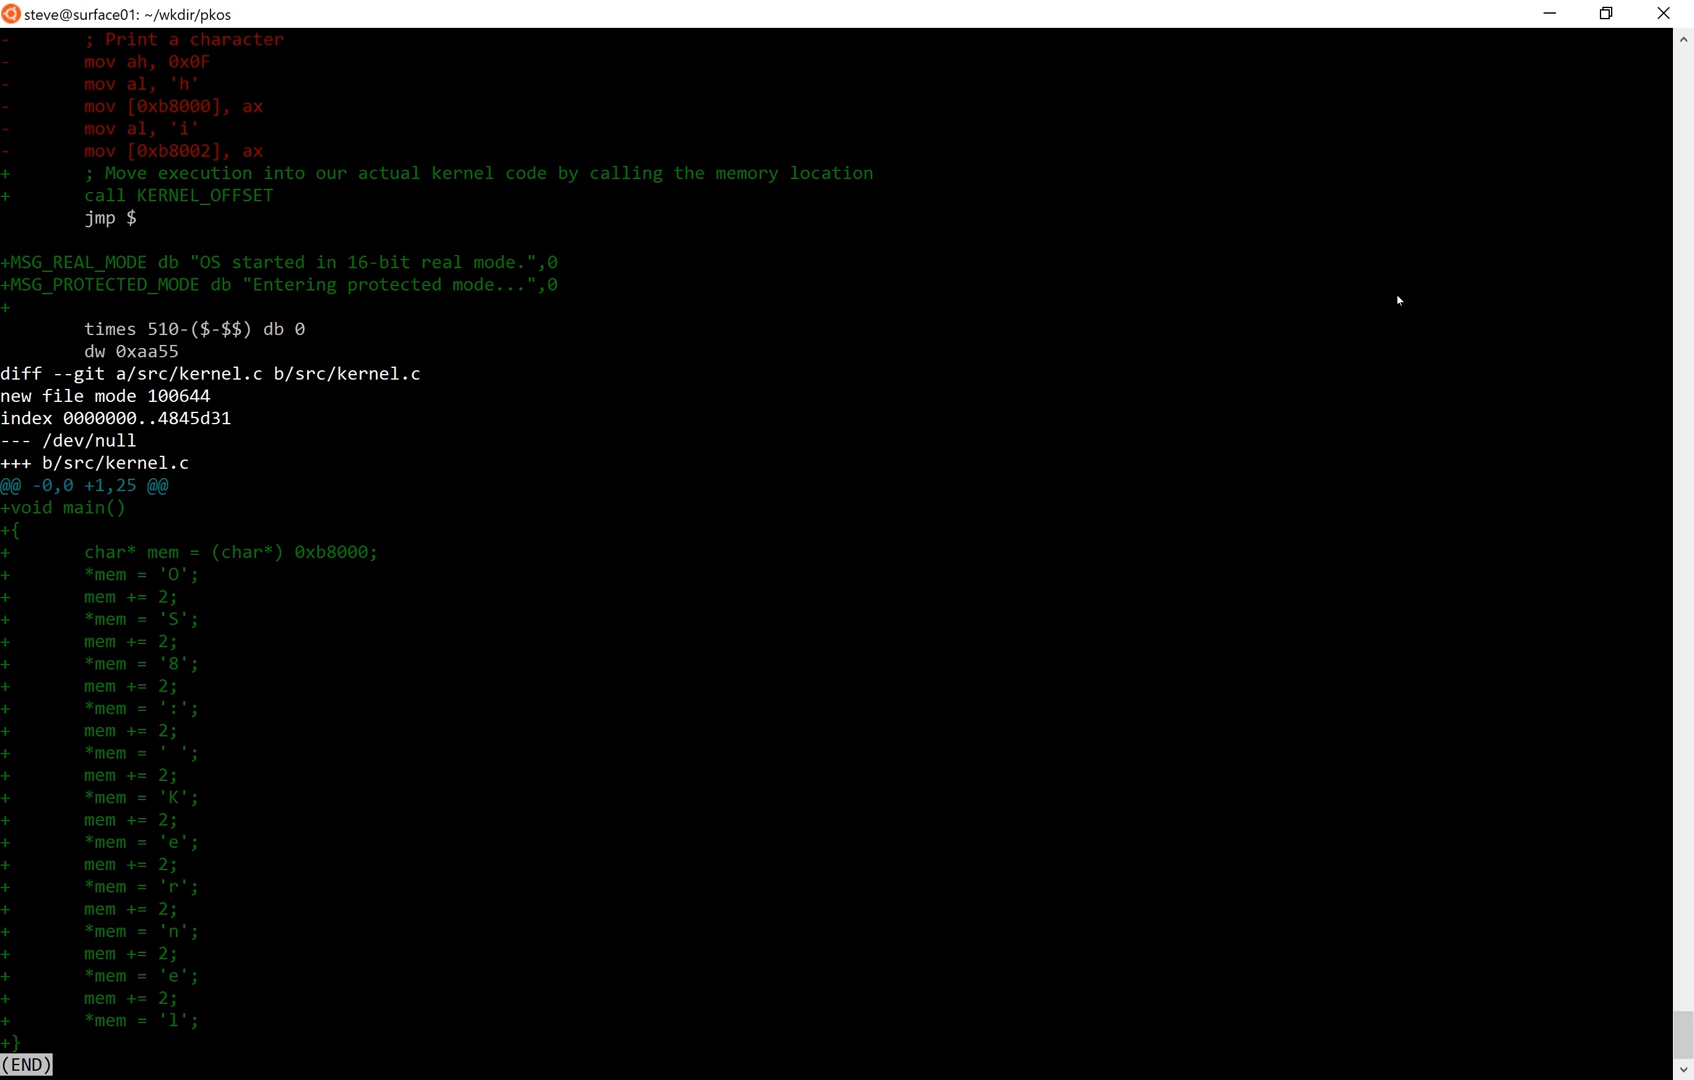 steve@surface01: ~/wkdir/pkos
-       ; Print a character
-       mov ah, 0x0F
-       mov al, 'h'
-       mov [0xb8000], ax
-       mov al, 'i'
-       mov [0xb8002], ax
+       ; Move execution into our actual kernel code by calling the memory location
+       call KERNEL_OFFSET
        jmp $
+MSG_REAL_MODE db "OS started in 16-bit real mode.",0
+MSG_PROTECTED_MODE db "Entering protected mode...",0
+
        times 510-($-$$) db 0
        dw 0xaa55
diff --git a/src/kernel.c b/src/kernel.c
new file mode 100644
index 0000000..4845d31
--- /dev/null
+++ b/src/kernel.c
@@ -0,0 +1,25 @@
+void main()
+{
+       char* mem = (char*) 0xb8000;
+       *mem = 'O';
+       mem += 2;
+       *mem = 'S';
+       mem += 2;
+       *mem = '8';
+       mem += 2;
+       *mem = ':';
+       mem += 2;
+       *mem = ' ';
+       mem += 2;
+       *mem = 'K';
+       mem += 2;
+       *mem = 'e';
+       mem += 2;
+       *mem = 'r';
+       mem += 2;
+       *mem = 'n';
+       mem += 2;
+       *mem = 'e';
+       mem += 2;
+       *mem = 'l';
+}
(END)